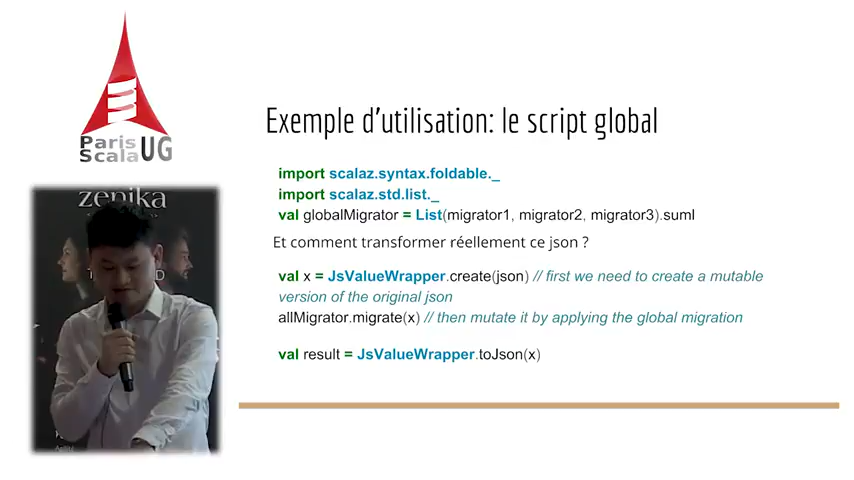 Paris
Scala UG
zenika
Exemple d'utilisation: le script global
import scalaz.syntax.foldable._
import scalaz.std.list._
val globalMigrator = List(migrator1, migrator2, migrator3).suml
Et comment transformer réellement ce json ?
val x = JsValueWrapper.create(json) // first we need to create a mutable
version of the original json
allMigrator.migrate(x) // then mutate it by applying the global migration
val result = JsValueWrapper.toJson(x)